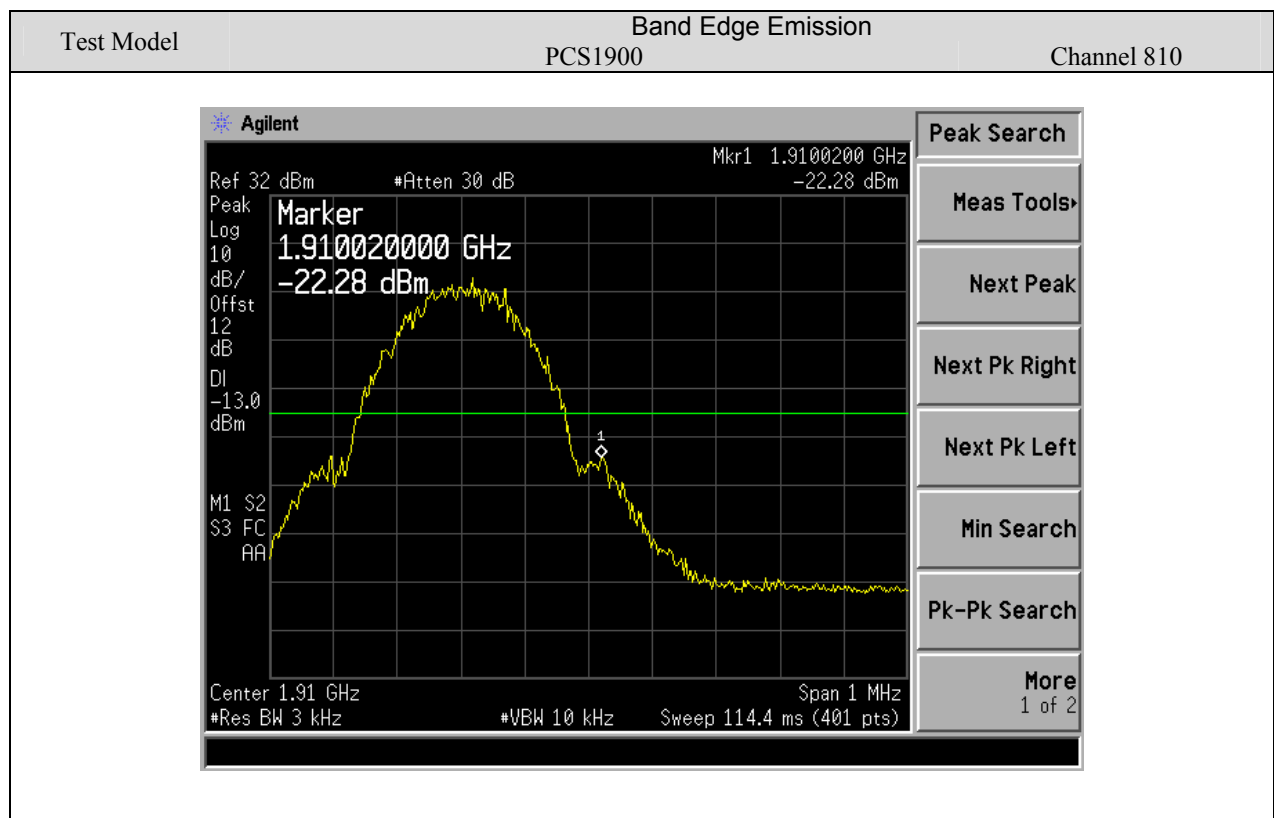 Test Model
Band Edge Emission
PCS1900
Channel 810
Agilent
Peak Search
Mkr1 1.9100200 GHz
Ref 32 dBm #Atten 30 dB -22.28 dBm
Peak
Log
10
dB/
Offst
12
dB
DI
-13.0
dBm
Marker
1.910020000 GHz
-22.28 dBm
1
M1 S2
S3 FC
AA
Center 1.91 GHz Span 1 MHz
#Res BW 3 kHz #VBW 10 kHz Sweep 114.4 ms (401 pts)
Meas Tools
Next Peak
Next Pk Right
Next Pk Left
Min Search
Pk-Pk Search
More
1 of 2